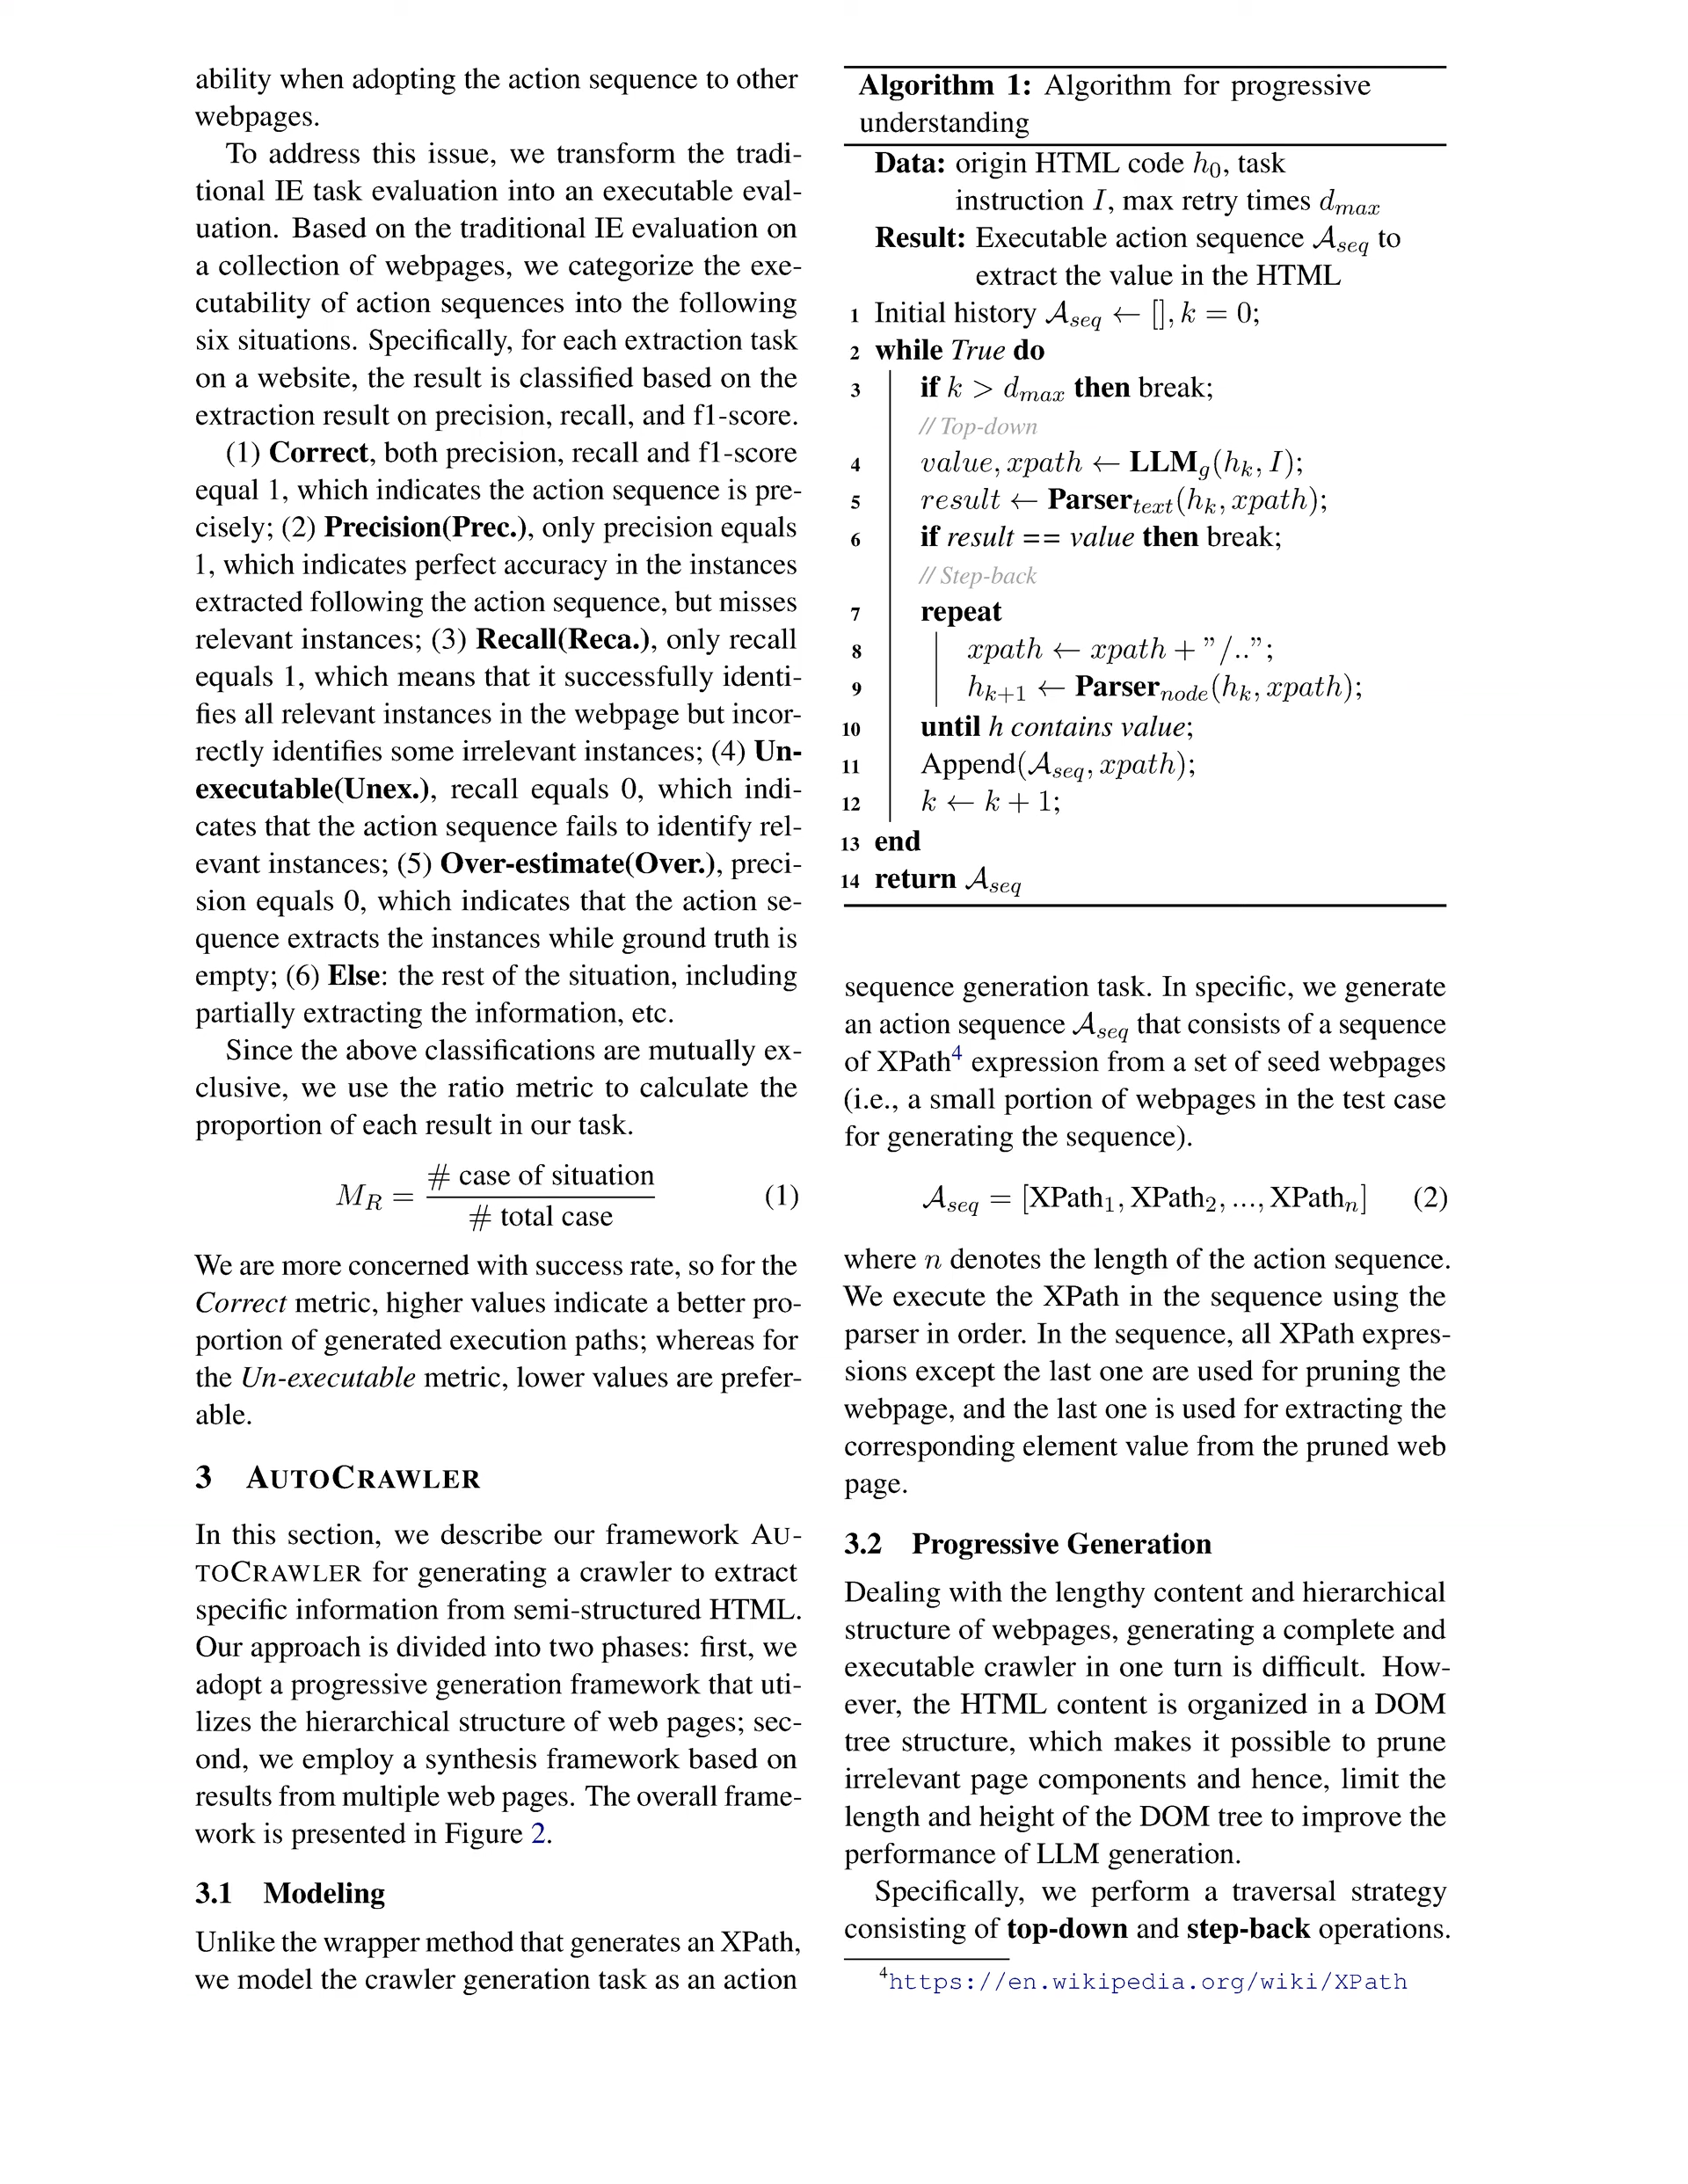 ability when adopting the action sequence to other
webpages.
To address this issue, we transform the tradi-
tional IE task evaluation into an executable eval-
uation. Based on the traditional IE evaluation on
a collection of webpages, we categorize the exe-
cutability of action sequences into the following
six situations. Specifically, for each extraction task
on a website, the result is classified based on the
extraction result on precision, recall, and f1-score.
(1) Correct, both precision, recall and f1-score
equal 1, which indicates the action sequence is pre-
cisely; (2) Precision(Prec.), only precision equals
1, which indicates perfect accuracy in the instances
extracted following the action sequence, but misses
relevant instances; (3) Recall(Reca.), only recall
equals 1, which means that it successfully identi-
fies all relevant instances in the webpage but incor-
rectly identifies some irrelevant instances; (4) Un-
executable(Unex.), recall equals 0, which indi-
cates that the action sequence fails to identify rel-
evant instances; (5) Over-estimate(Over.), preci-
sion equals 0, which indicates that the action se-
quence extracts the instances while ground truth is
empty; (6) Else: the rest of the situation, including
partially extracting the information, etc.
Since the above classifications are mutually ex-
clusive, we use the ratio metric to calculate the
proportion of each result in our task.
M_R = # case of situation / # total case (1)
We are more concerned with success rate, so for the
Correct metric, higher values indicate a better pro-
portion of generated execution paths; whereas for
the Un-executable metric, lower values are prefer-
able.
3 AUTOCRAWLER
In this section, we describe our framework AU-
TOCRAWLER for generating a crawler to extract
specific information from semi-structured HTML.
Our approach is divided into two phases: first, we
adopt a progressive generation framework that uti-
lizes the hierarchical structure of web pages; sec-
ond, we employ a synthesis framework based on
results from multiple web pages. The overall frame-
work is presented in Figure 2.
3.1 Modeling
Unlike the wrapper method that generates an XPath,
we model the crawler generation task as an action
Algorithm 1: Algorithm for progressive
understanding
Data: origin HTML code h_0, task
instruction I, max retry times d_max
Result: Executable action sequence A_seq to
extract the value in the HTML
1 Initial history A_seq ← [], k = 0;
2 while True do
3 if k > d_max then break;
// Top-down
4 value, xpath ← LLM_g(h_k, I);
5 result ← Parser_text(h_k, xpath);
6 if result == value then break;
// Step-back
7 repeat
8 xpath ← xpath + ”/..”;
9 h_k+1 ← Parser_node(h_k, xpath);
10 until h contains value;
11 Append(A_seq, xpath);
12 k ← k + 1;
13 end
14 return A_seq
sequence generation task. In specific, we generate
an action sequence A_seq that consists of a sequence
of XPath4 expression from a set of seed webpages
(i.e., a small portion of webpages in the test case
for generating the sequence).
A_seq = [XPath_1, XPath_2, ..., XPath_n] (2)
where n denotes the length of the action sequence.
We execute the XPath in the sequence using the
parser in order. In the sequence, all XPath expres-
sions except the last one are used for pruning the
webpage, and the last one is used for extracting the
corresponding element value from the pruned web
page.
3.2 Progressive Generation
Dealing with the lengthy content and hierarchical
structure of webpages, generating a complete and
executable crawler in one turn is difficult. How-
ever, the HTML content is organized in a DOM
tree structure, which makes it possible to prune
irrelevant page components and hence, limit the
length and height of the DOM tree to improve the
performance of LLM generation.
Specifically, we perform a traversal strategy
consisting of top-down and step-back operations.
4https://en.wikipedia.org/wiki/XPath